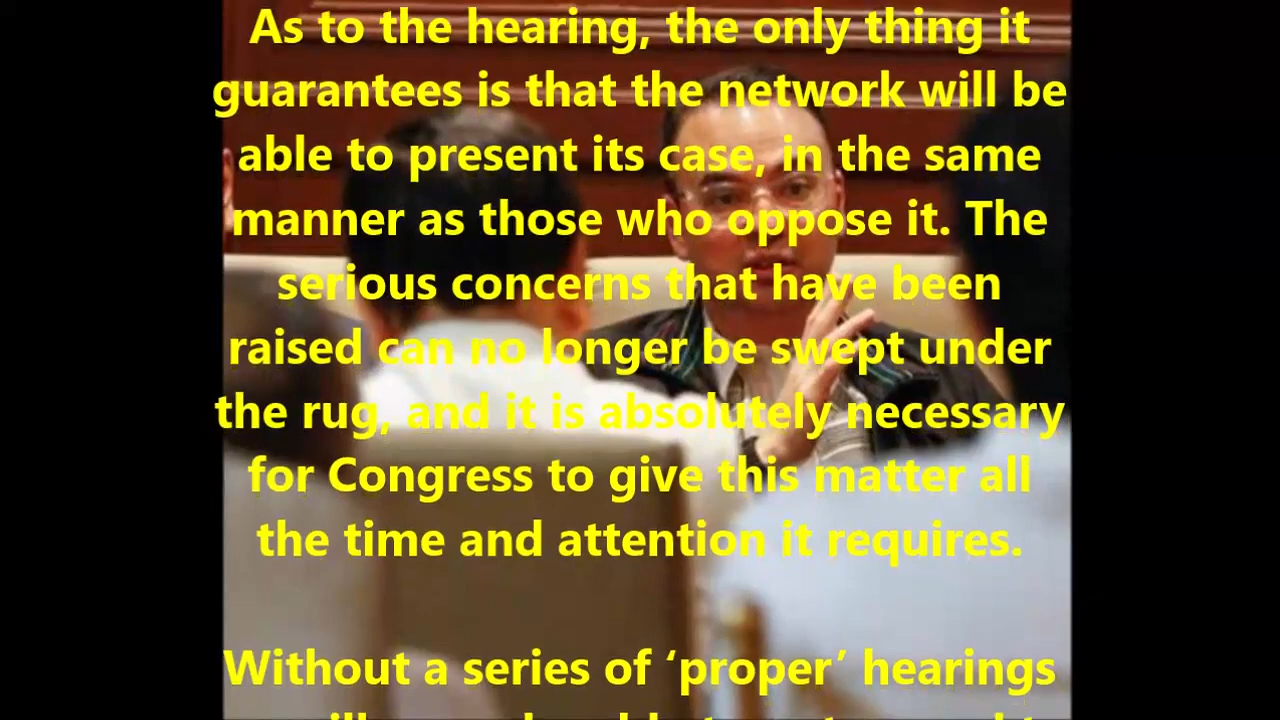 As to the hearing, the only thing it
guarantees is that the network will be
able to present its case, in the same
manner as those who oppose it. The
serious concerns that have been
raised can no longer be swept under
the rug, and it is absolutely necessary
for Congress to give this matter all
the time and attention it requires.
Without a series of ‘proper’ hearings